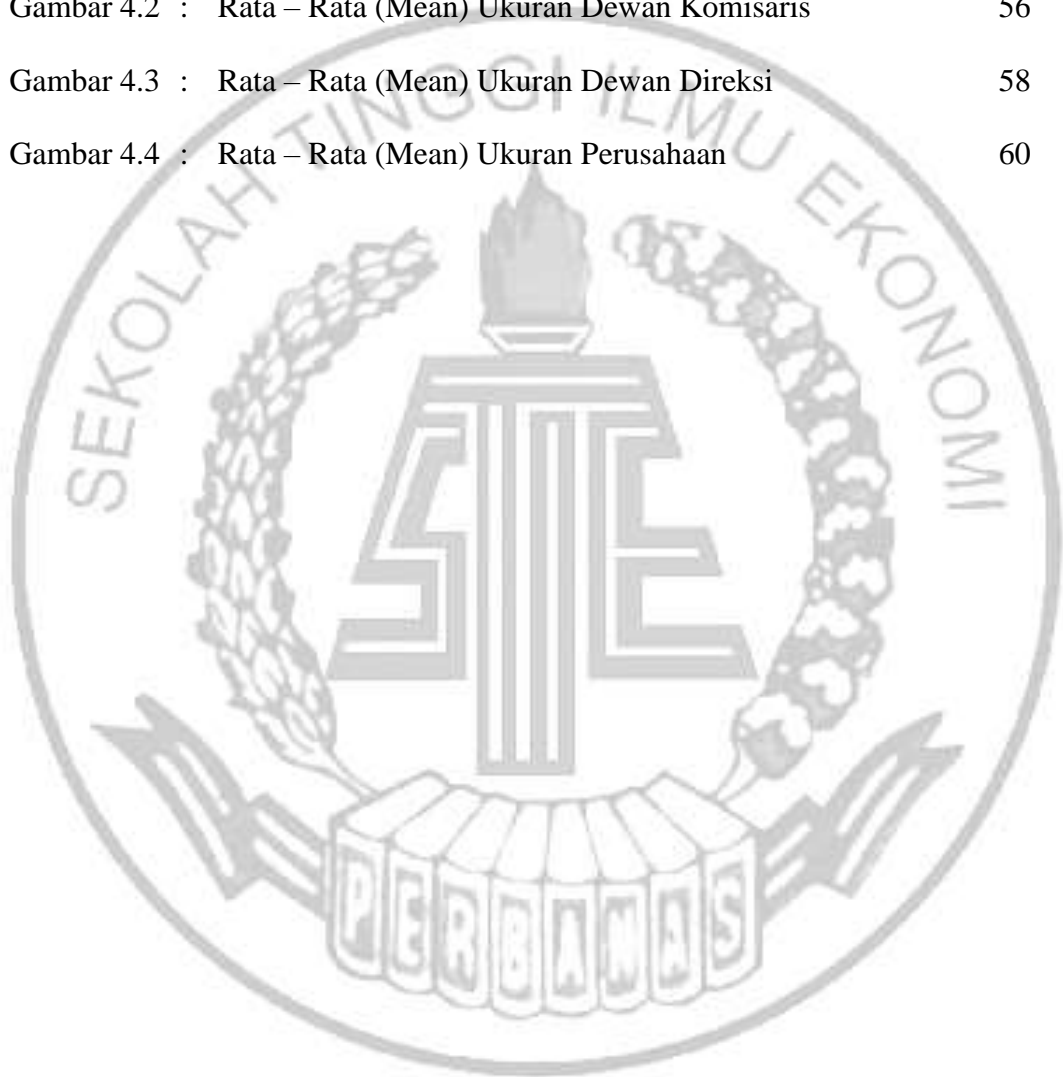 Gambar 4.2 : Rata – Rata (Mean) Ukuran Dewan Komisaris 56
Gambar 4.3 : Rata – Rata (Mean) Ukuran Dewan Direksi 58
Gambar 4.4 : Rata – Rata (Mean) Ukuran Perusahaan 60
SEKOLAH TINGGI ILMU EKONOMI
STIE
PERBANAS